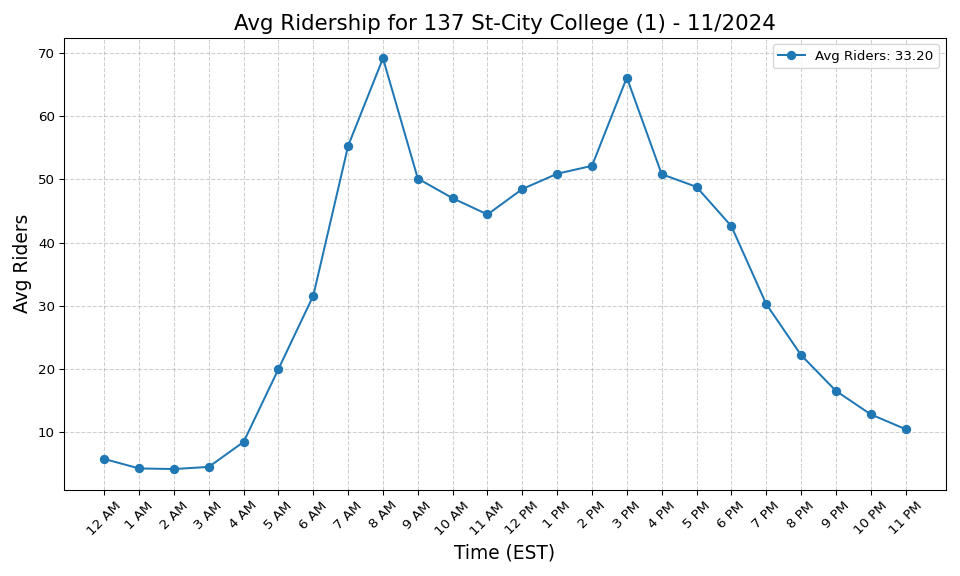 Avg Ridership for 137 St-City College (1) - 11/2024
Avg Riders: 33.20
Avg Riders
70
60
50
40
30
20
10
12 AM
1 AM
2 AM
3 AM
4 AM
5 AM
6 AM
7 AM
8 AM
9 AM
10 AM
11 AM
12 PM
1 PM
2 PM
3 PM
4 PM
5 PM
6 PM
7 PM
8 PM
9 PM
10 PM
11 PM
Time (EST)